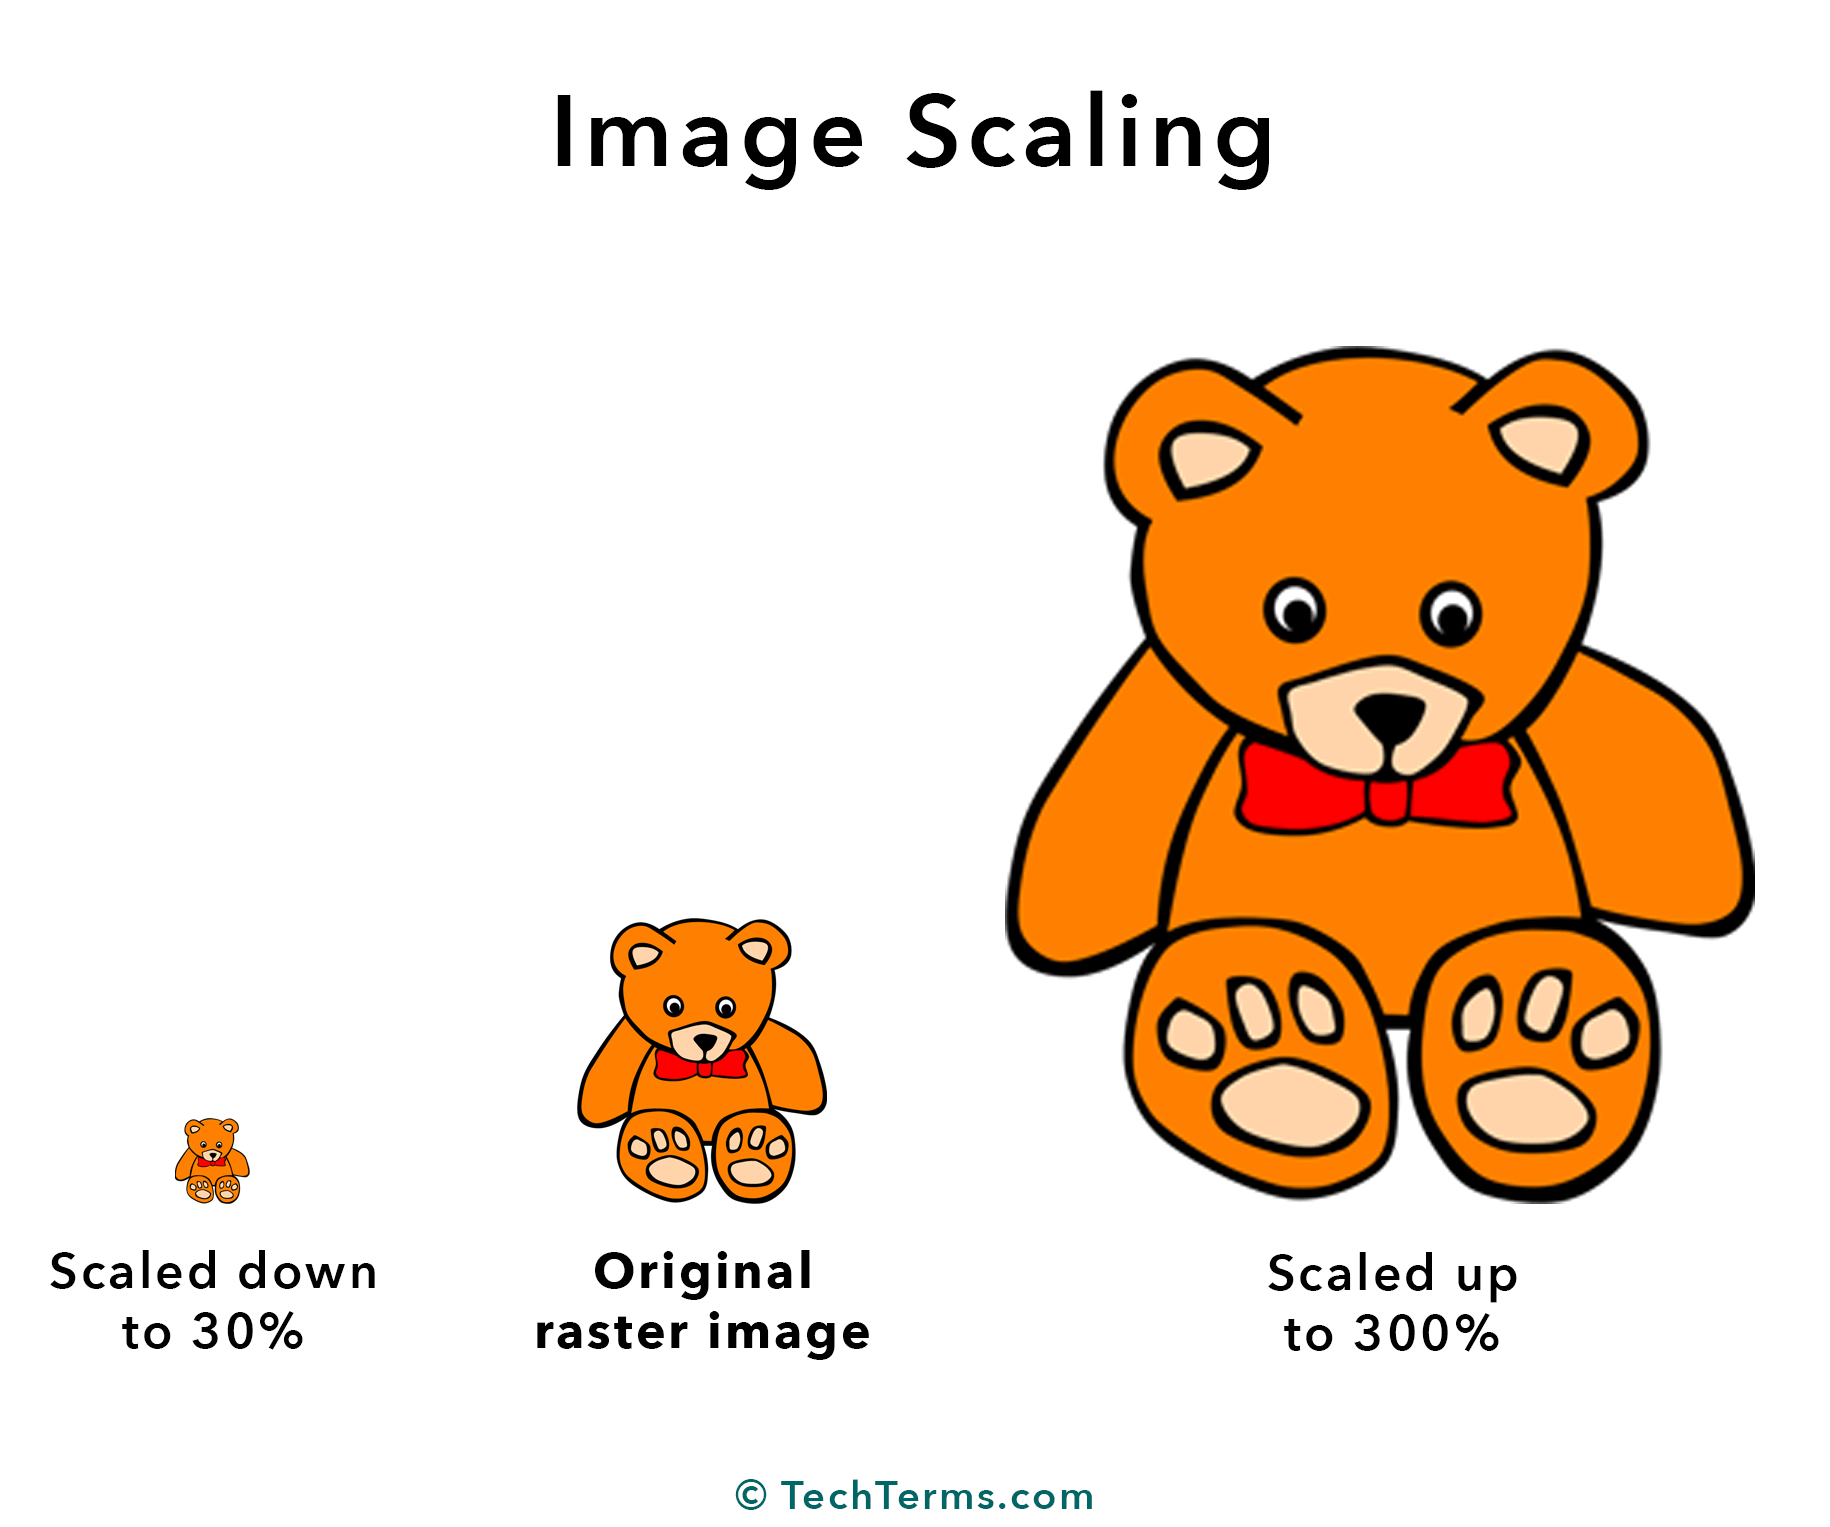 Image Scaling
Scaled down
to 30%
Original
raster image
Scaled up
to 300%
© TechTerms.com